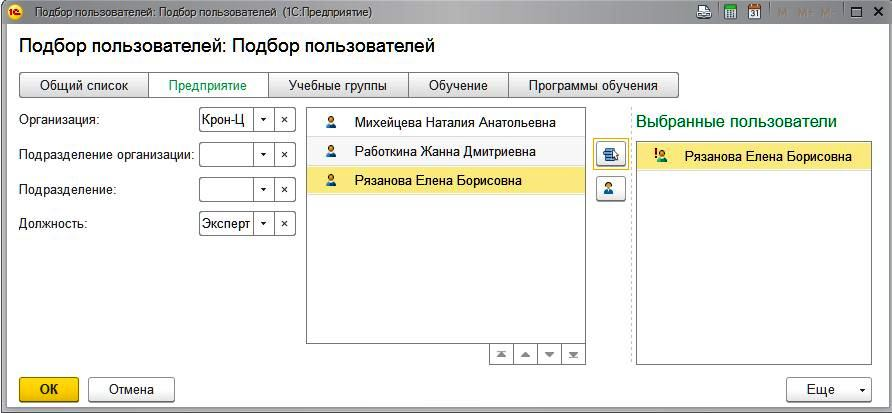 Подбор пользователей: Подбор пользователей (1С:Предприятие)
Подбор пользователей: Подбор пользователей
Общий список Предприятие Учебные группы Обучение Программы обучения
Организация: Крон-Ц
Подразделение организации:
Подразделение:
Должность: Эксперт
Михейцева Наталия Анатольевна
Работкина Жанна Дмитриевна
Рязанова Елена Борисовна
Выбранные пользователи
Рязанова Елена Борисовна
ОК Отмена Еще